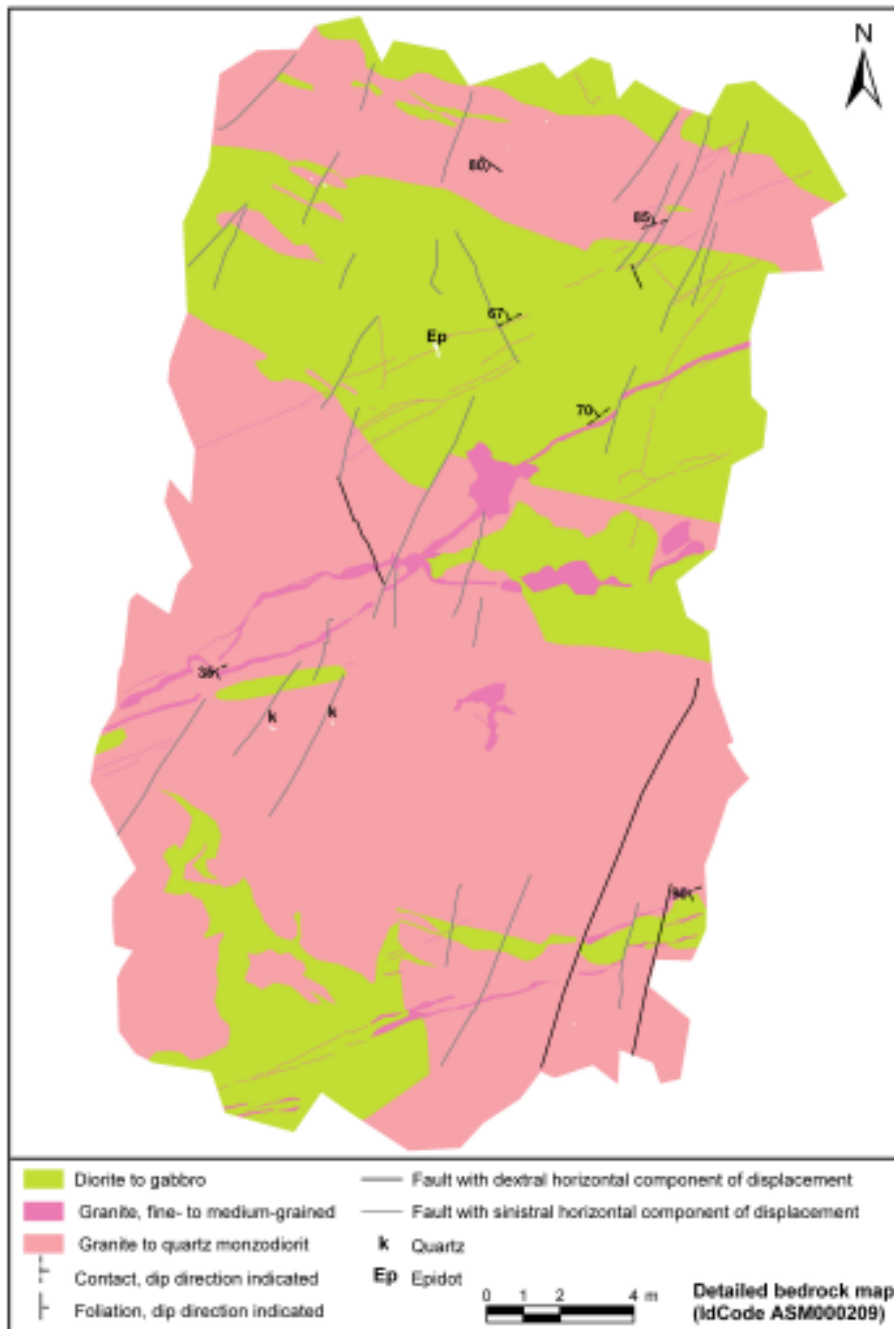 N
80
85
67
Ep
70
38
k
k
90
Diorite to gabbro
Granite, fine- to medium-grained
Granite to quartz monzodiorit
Contact, dip direction indicated
Foliation, dip direction indicated
Fault with dextral horizontal component of displacement
Fault with sinistral horizontal component of displacement
k Quartz
Ep Epidot
0 1 2 4 m
Detailed bedrock map
(IdCode ASM000209)